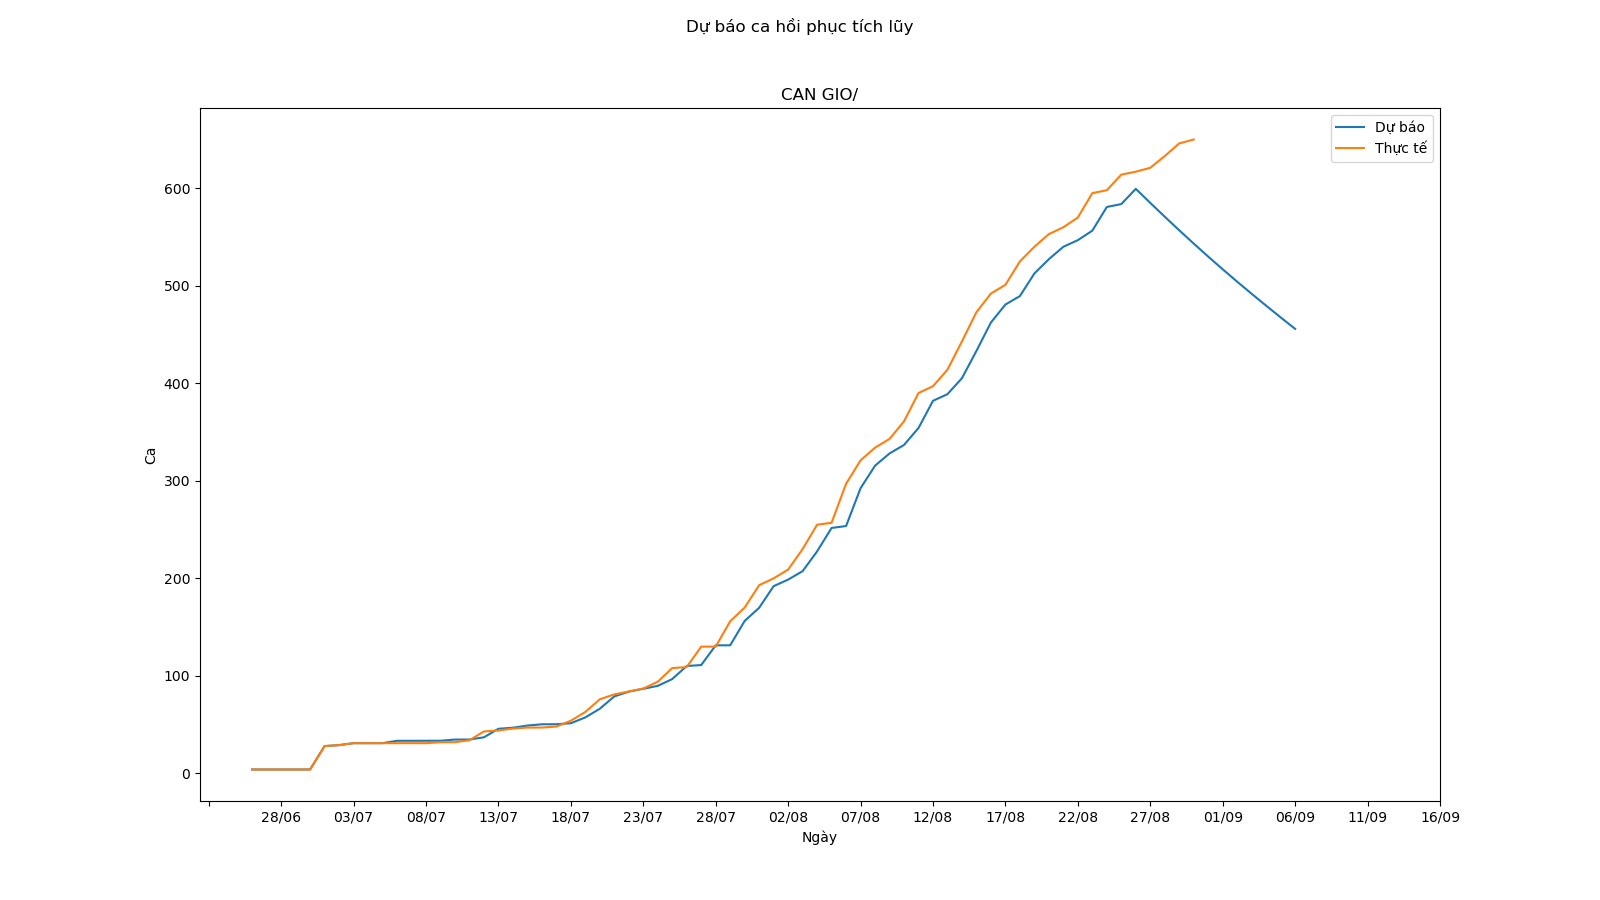 Dự báo ca hồi phục tích lũy
CAN GIO/
Dự báo
Thực tế
600
500
400
300
200
100
0
Ca
28/06 03/07 08/07 13/07 18/07 23/07 28/07 02/08 07/08 12/08 17/08 22/08 27/08 01/09 06/09 11/09 16/09
Ngày